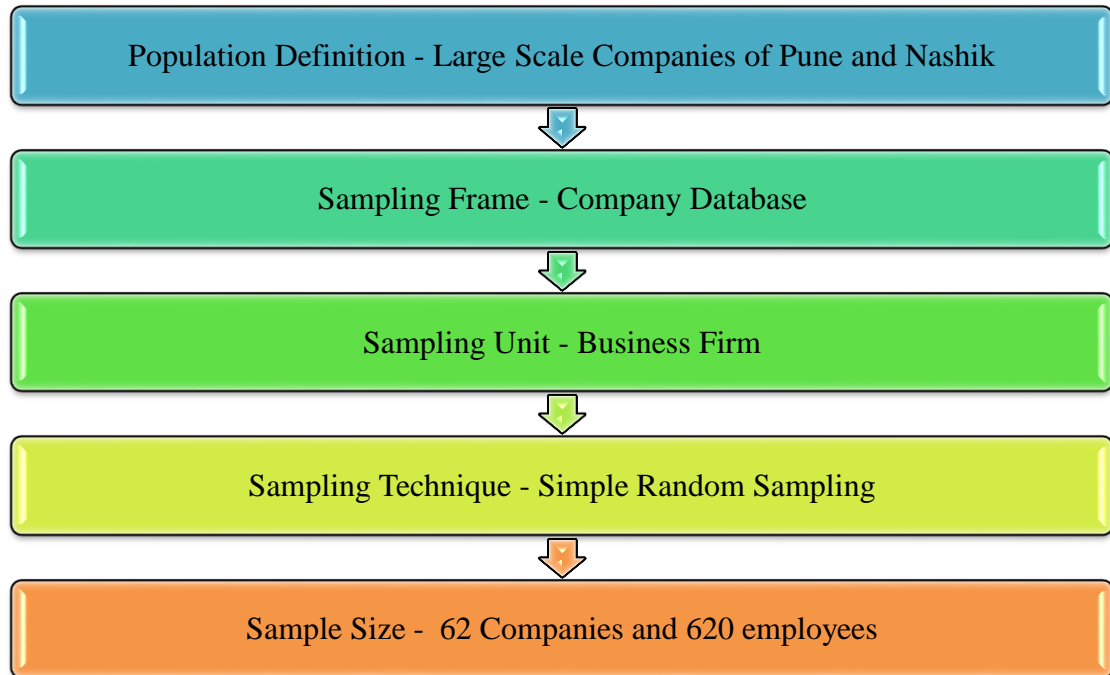 Population Definition - Large Scale Companies of Pune and Nashik
Sampling Frame - Company Database
Sampling Unit - Business Firm
Sampling Technique - Simple Random Sampling
Sample Size - 62 Companies and 620 employees